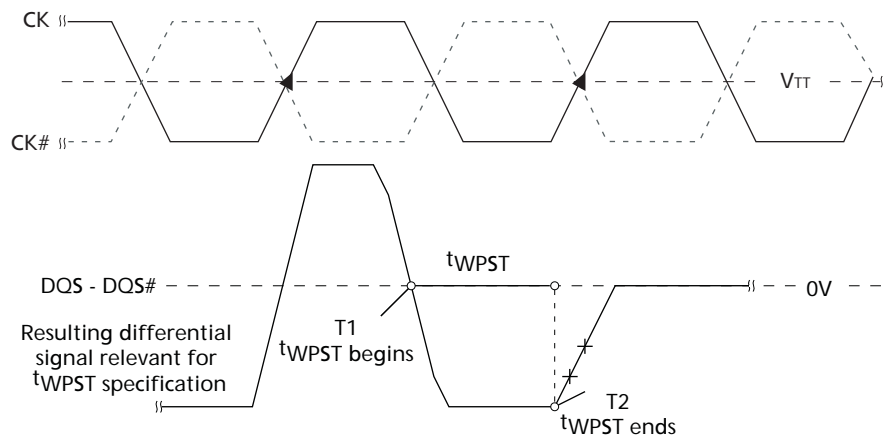 CK
VTT
CK#
tWPST
DQS - DQS#
0V
Resulting differential
signal relevant for
tWPST specification
T1
tWPST begins
T2
tWPST ends